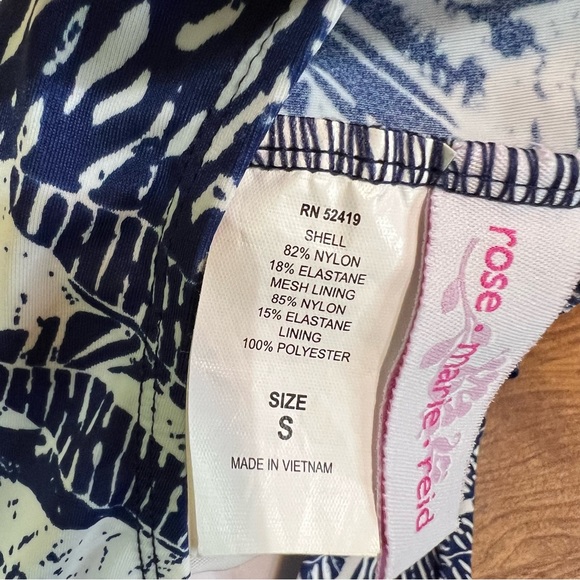 RN 52419
SHELL
82% NYLON
18% ELASTANE
MESH LINING
85% NYLON
15% ELASTANE
LINING
100% POLYESTER
SIZE
S
MADE IN VIETNAM
rose • marie • reid